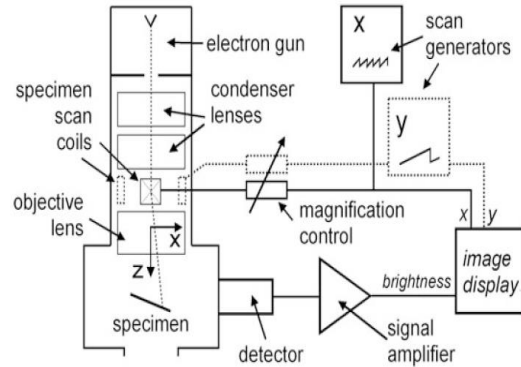 electron gun
condenser
lenses
specimen
scan
coils
objective
lens
x
z
specimen
detector
signal
amplifier
magnification
control
X
scan
generators
y
x
y
brightness
image
display